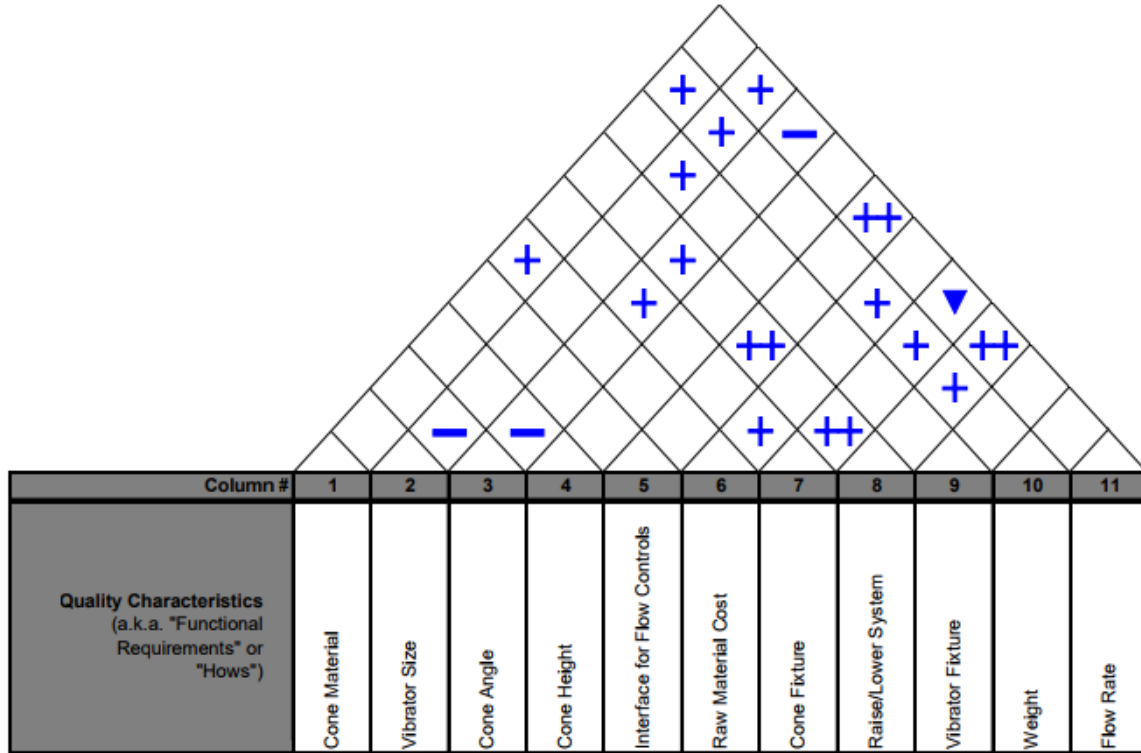 + +
+ −
+
++
+ +
+ + ▼
++ + ++
+
− − + ++
Column # 1 2 3 4 5 6 7 8 9 10 11
Quality Characteristics
(a.k.a. "Functional
Requirements" or
"Hows")
Cone Material
Vibrator Size
Cone Angle
Cone Height
Interface for Flow Controls
Raw Material Cost
Cone Fixture
Raise/Lower System
Vibrator Fixture
Weight
Flow Rate